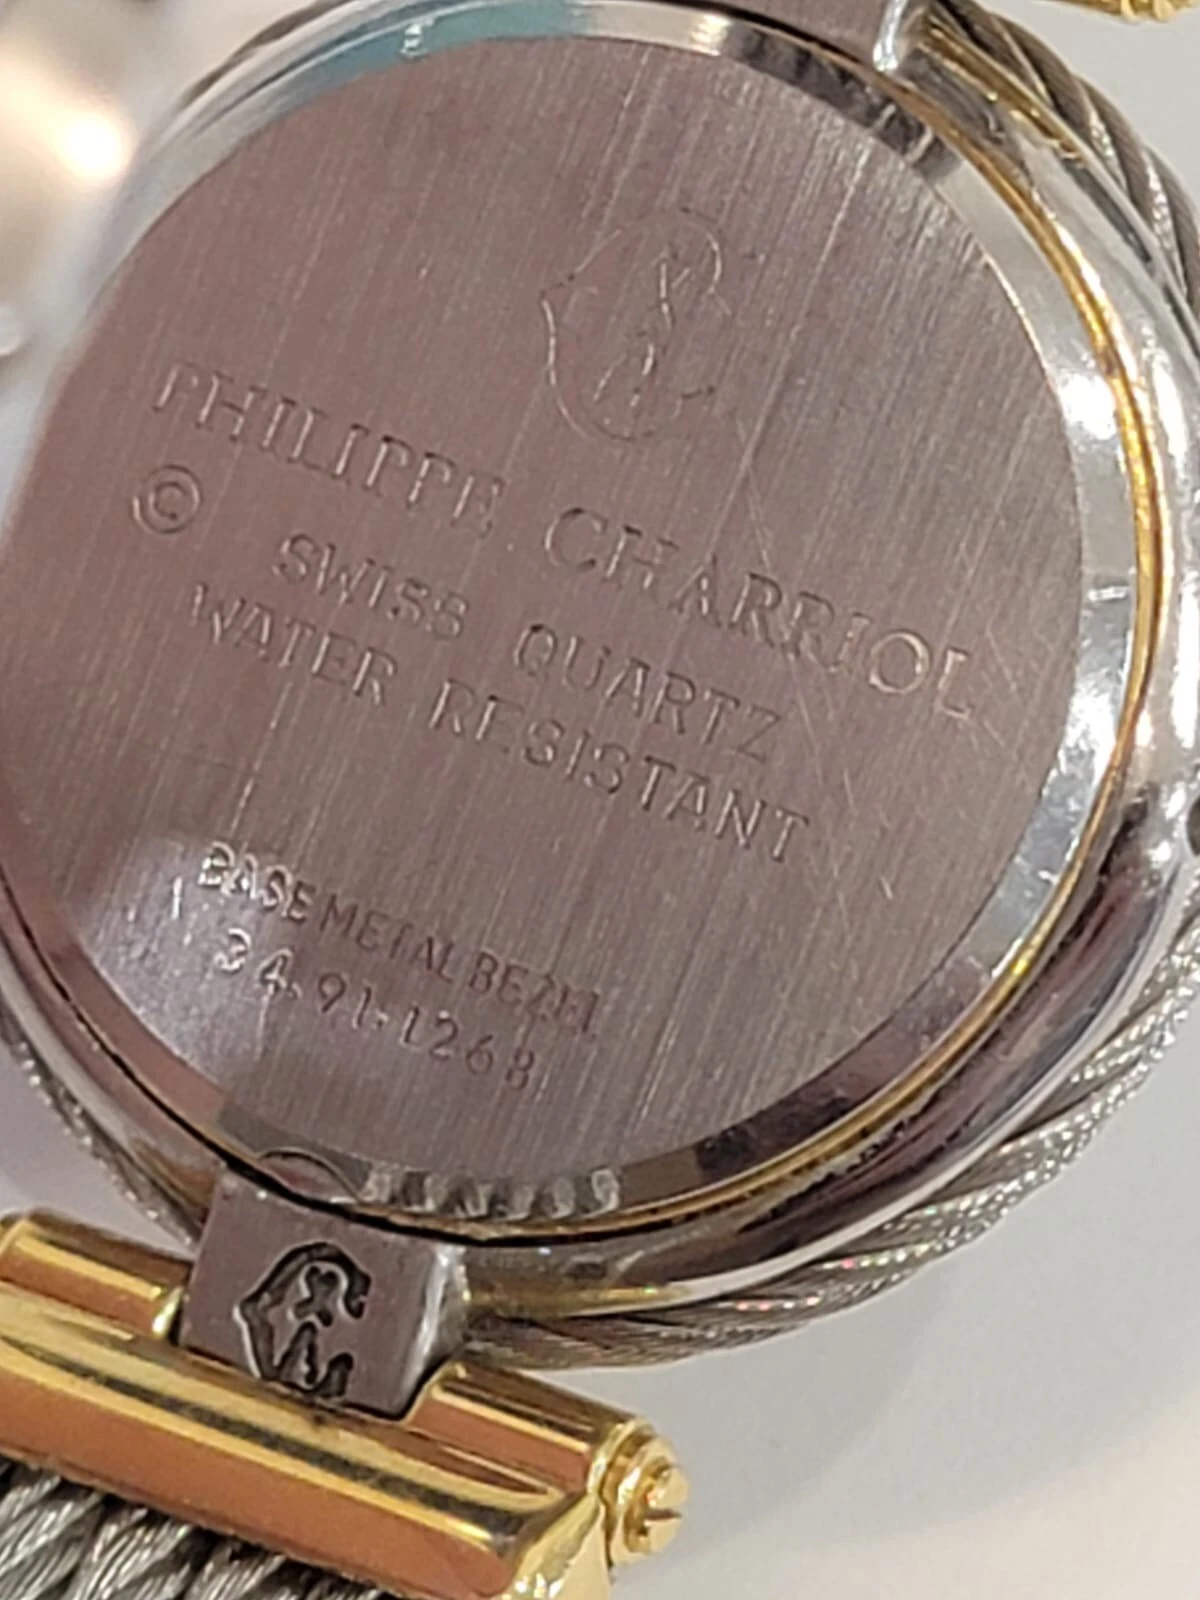 PHILIPPE CHARRIOL
© SWISS QUARTZ
WATER RESISTANT
BASE METAL BEZEL
34.91.1268